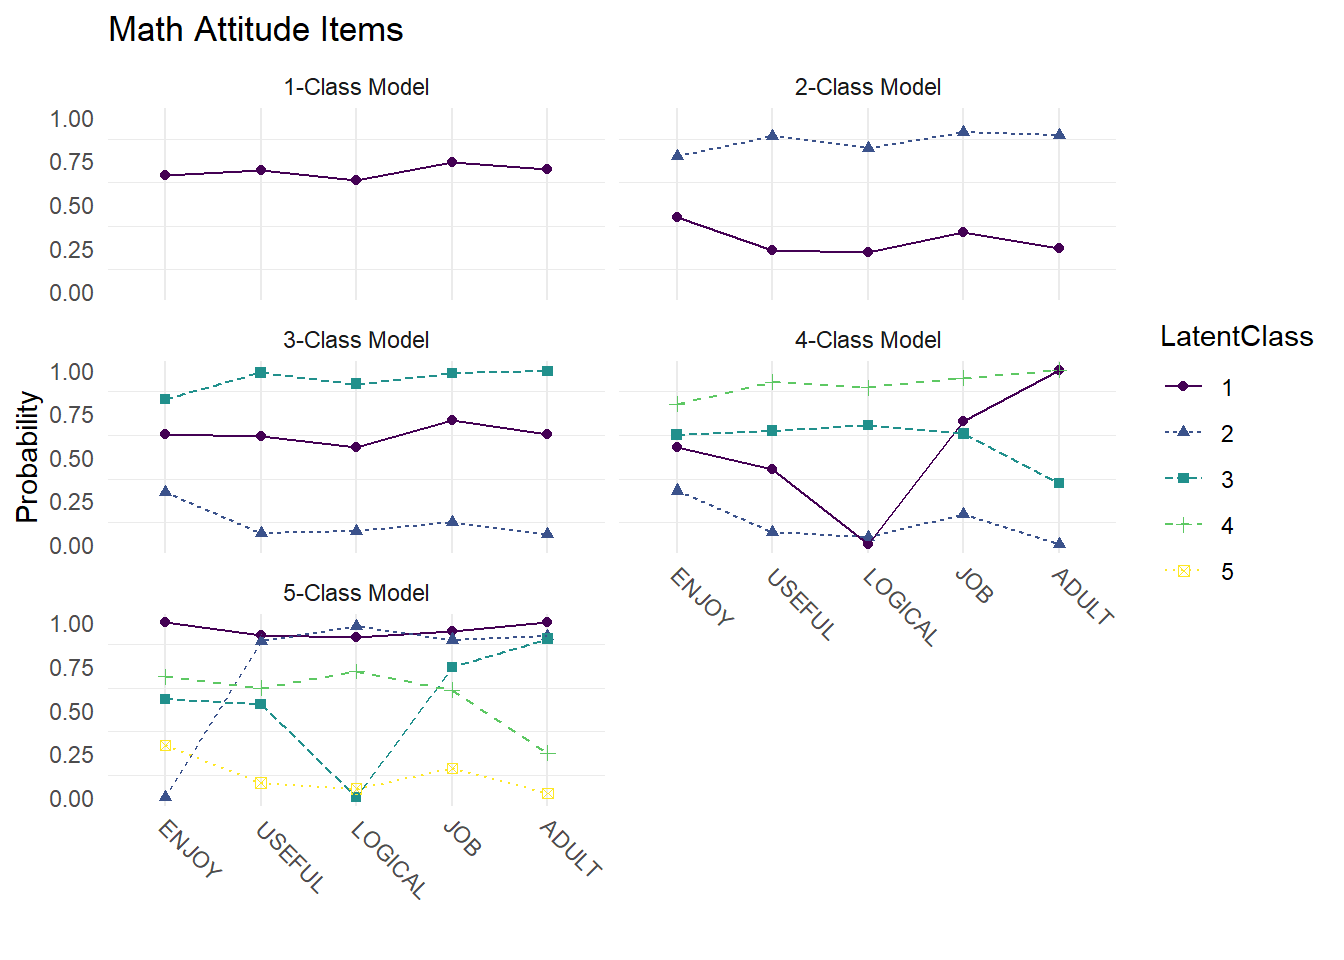 Math Attitude Items
1-Class Model
2-Class Model
1.00
0.75
0.50
0.25
0.00
3-Class Model
4-Class Model
1.00
0.75
0.50
0.25
0.00
ENJOY
USEFUL
LOGICAL
JOB
ADULT
5-Class Model
1.00
0.75
0.50
0.25
0.00
ENJOY
USEFUL
LOGICAL
JOB
ADULT
Probability
LatentClass
1
2
3
4
5